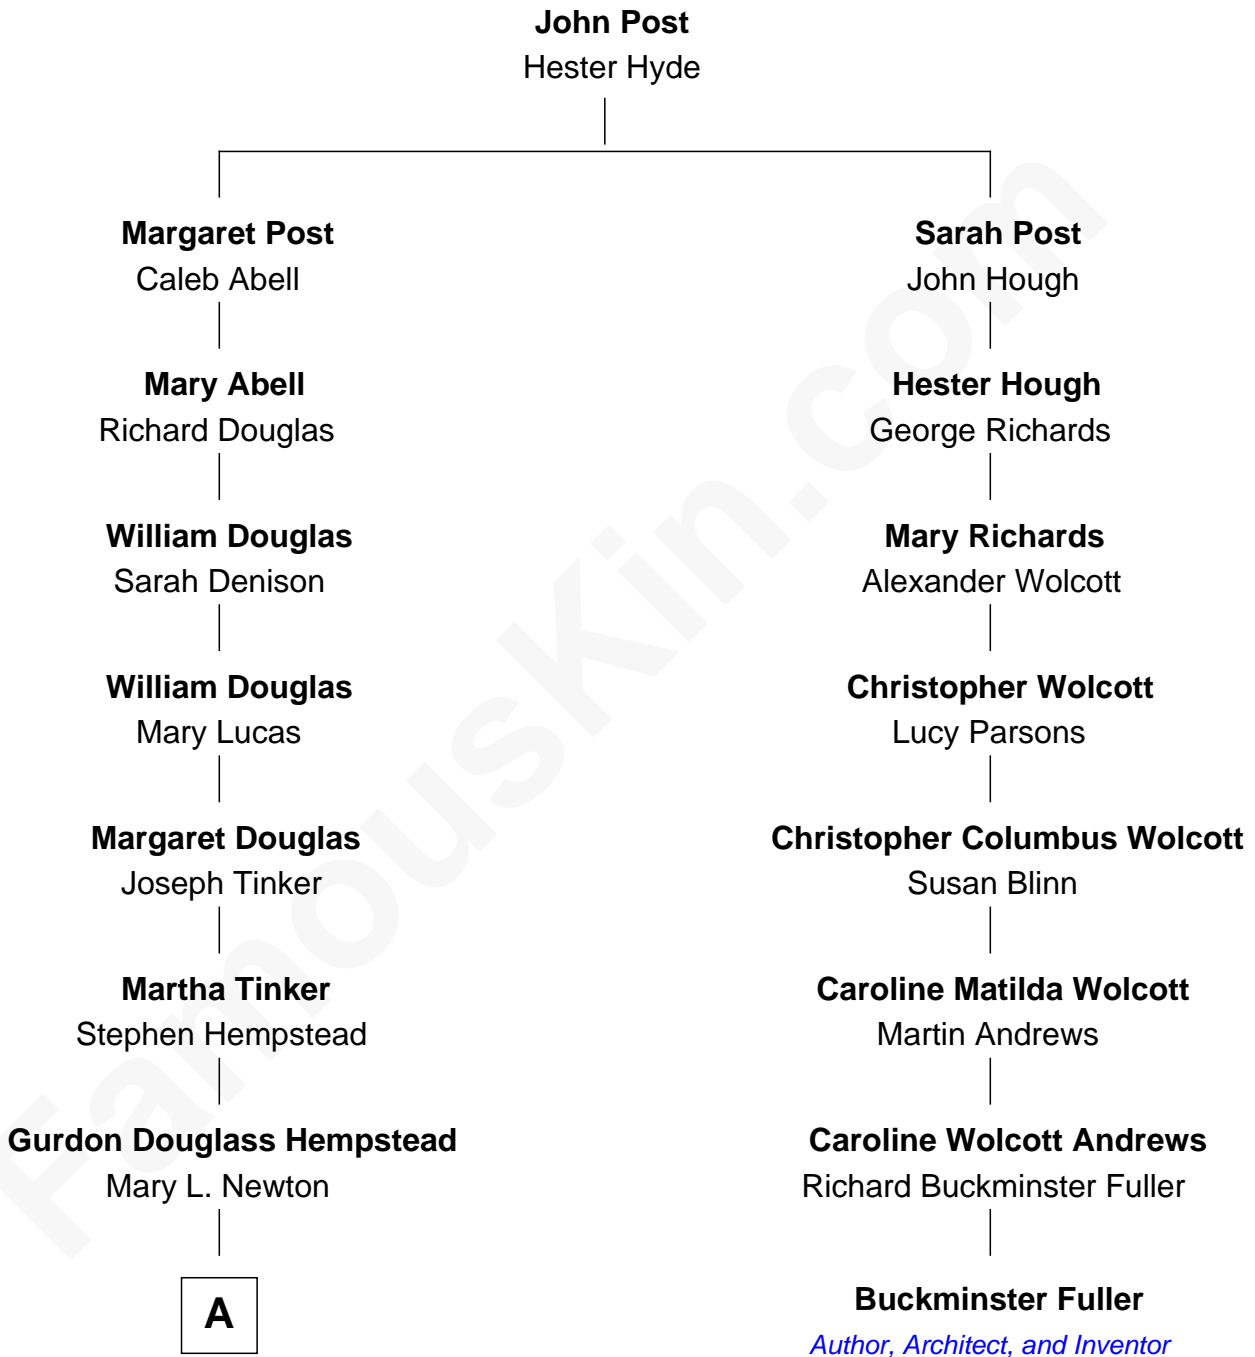 John Post
Hester Hyde
Margaret Post
Caleb Abell
Sarah Post
John Hough
Mary Abell
Richard Douglas
Hester Hough
George Richards
William Douglas
Sarah Denison
Mary Richards
Alexander Wolcott
William Douglas
Mary Lucas
Christopher Wolcott
Lucy Parsons
Margaret Douglas
Joseph Tinker
Christopher Columbus Wolcott
Susan Blinn
Martha Tinker
Stephen Hempstead
Caroline Matilda Wolcott
Martin Andrews
Gurdon Douglass Hempstead
Mary L. Newton
Caroline Wolcott Andrews
Richard Buckminster Fuller
A
Buckminster Fuller
Author, Architect, and Inventor
FamousKin.com